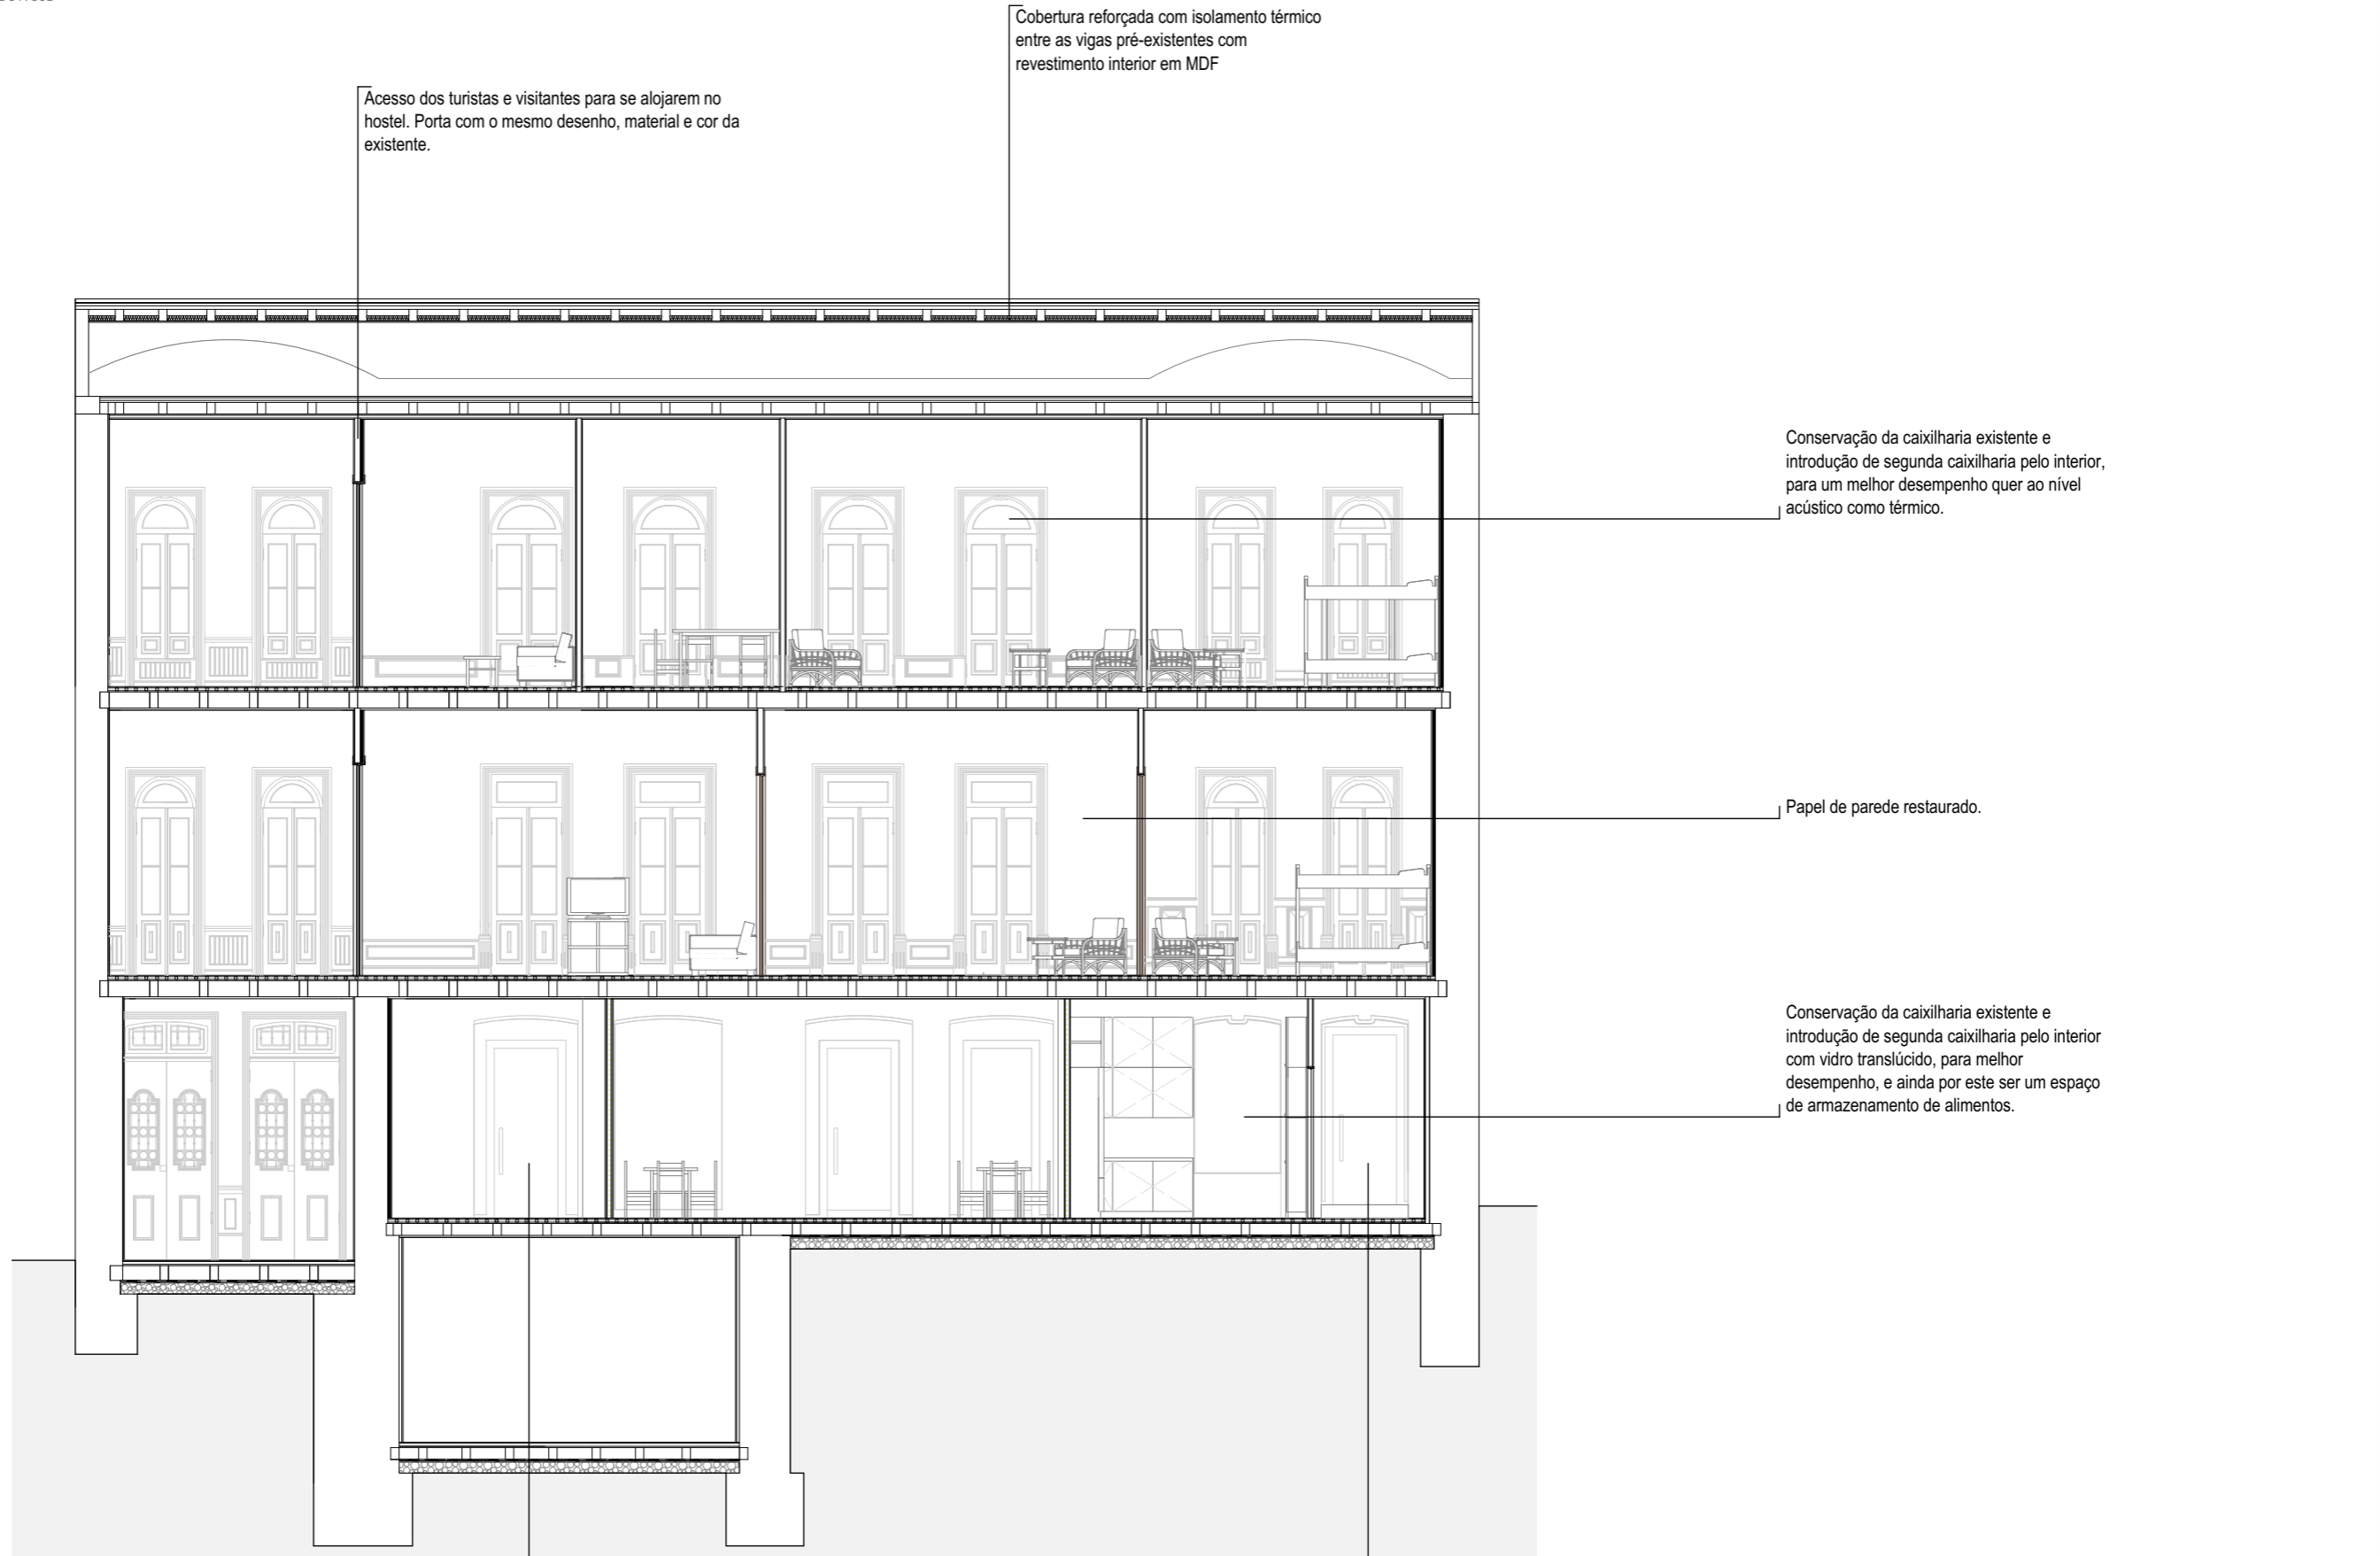 Cobertura reforçada com isolamento térmico
entre as vigas pré-existentes com
revestimento interior em MDF
Acesso dos turistas e visitantes para se alojarem no
hostel. Porta com o mesmo desenho, material e cor da
existente.
Conservação da caixilharia existente e
introdução de segunda caixilharia pelo interior,
para um melhor desempenho quer ao nível
acústico como térmico.
Papel de parede restaurado.
Conservação da caixilharia existente e
introdução de segunda caixilharia pelo interior
com vidro translúcido, para melhor
desempenho, e ainda por este ser um espaço
de armazenamento de alimentos.